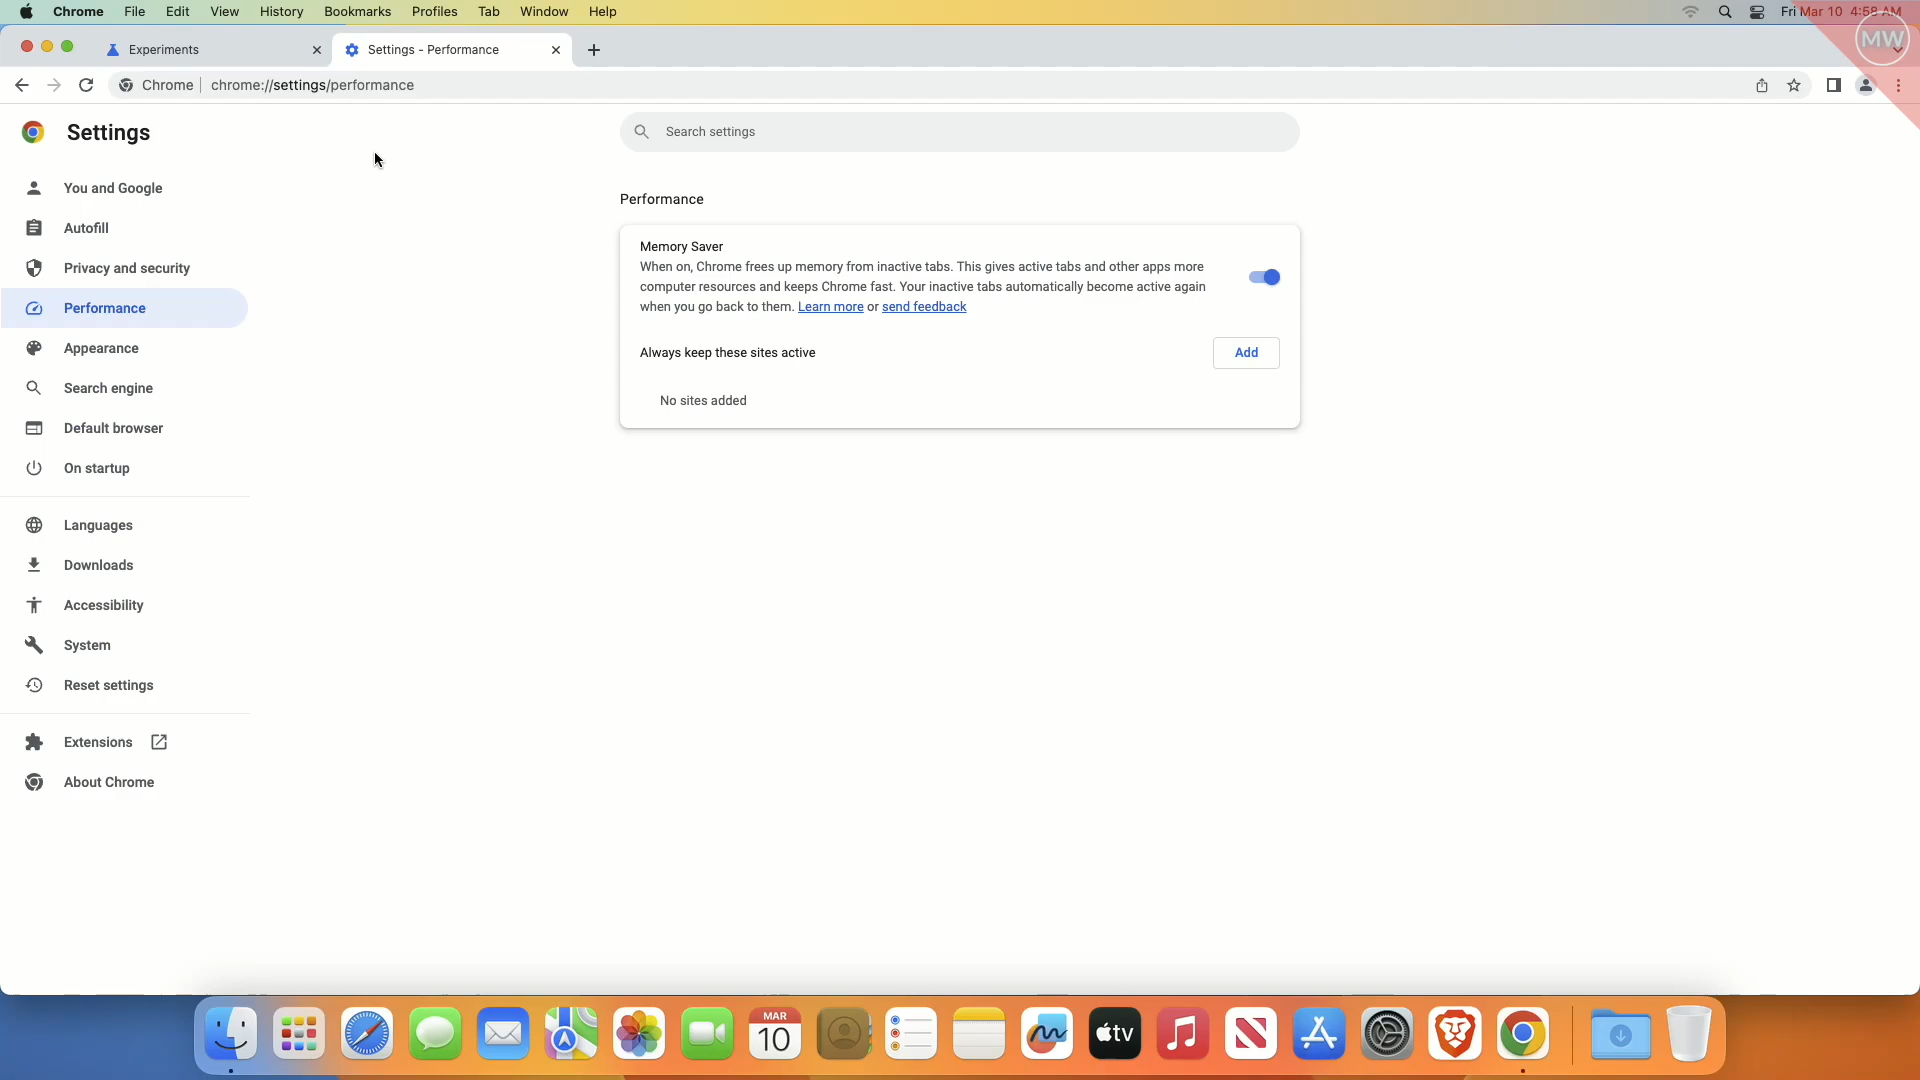 Chrome File Edit View History Bookmarks Profiles Tab Window Help Fri Mar 10 4:58 AM
MW
Experiments Settings - Performance
Chrome chrome://settings/performance
Settings
Search settings
You and Google
Autofill
Privacy and security
Performance
Appearance
Search engine
Default browser
On startup
Languages
Downloads
Accessibility
System
Reset settings
Extensions
About Chrome
Performance
Memory Saver
When on, Chrome frees up memory from inactive tabs. This gives active tabs and other apps more
computer resources and keeps Chrome fast. Your inactive tabs automatically become active again
when you go back to them. Learn more or send feedback
Always keep these sites active Add
No sites added
MAR
10
tv